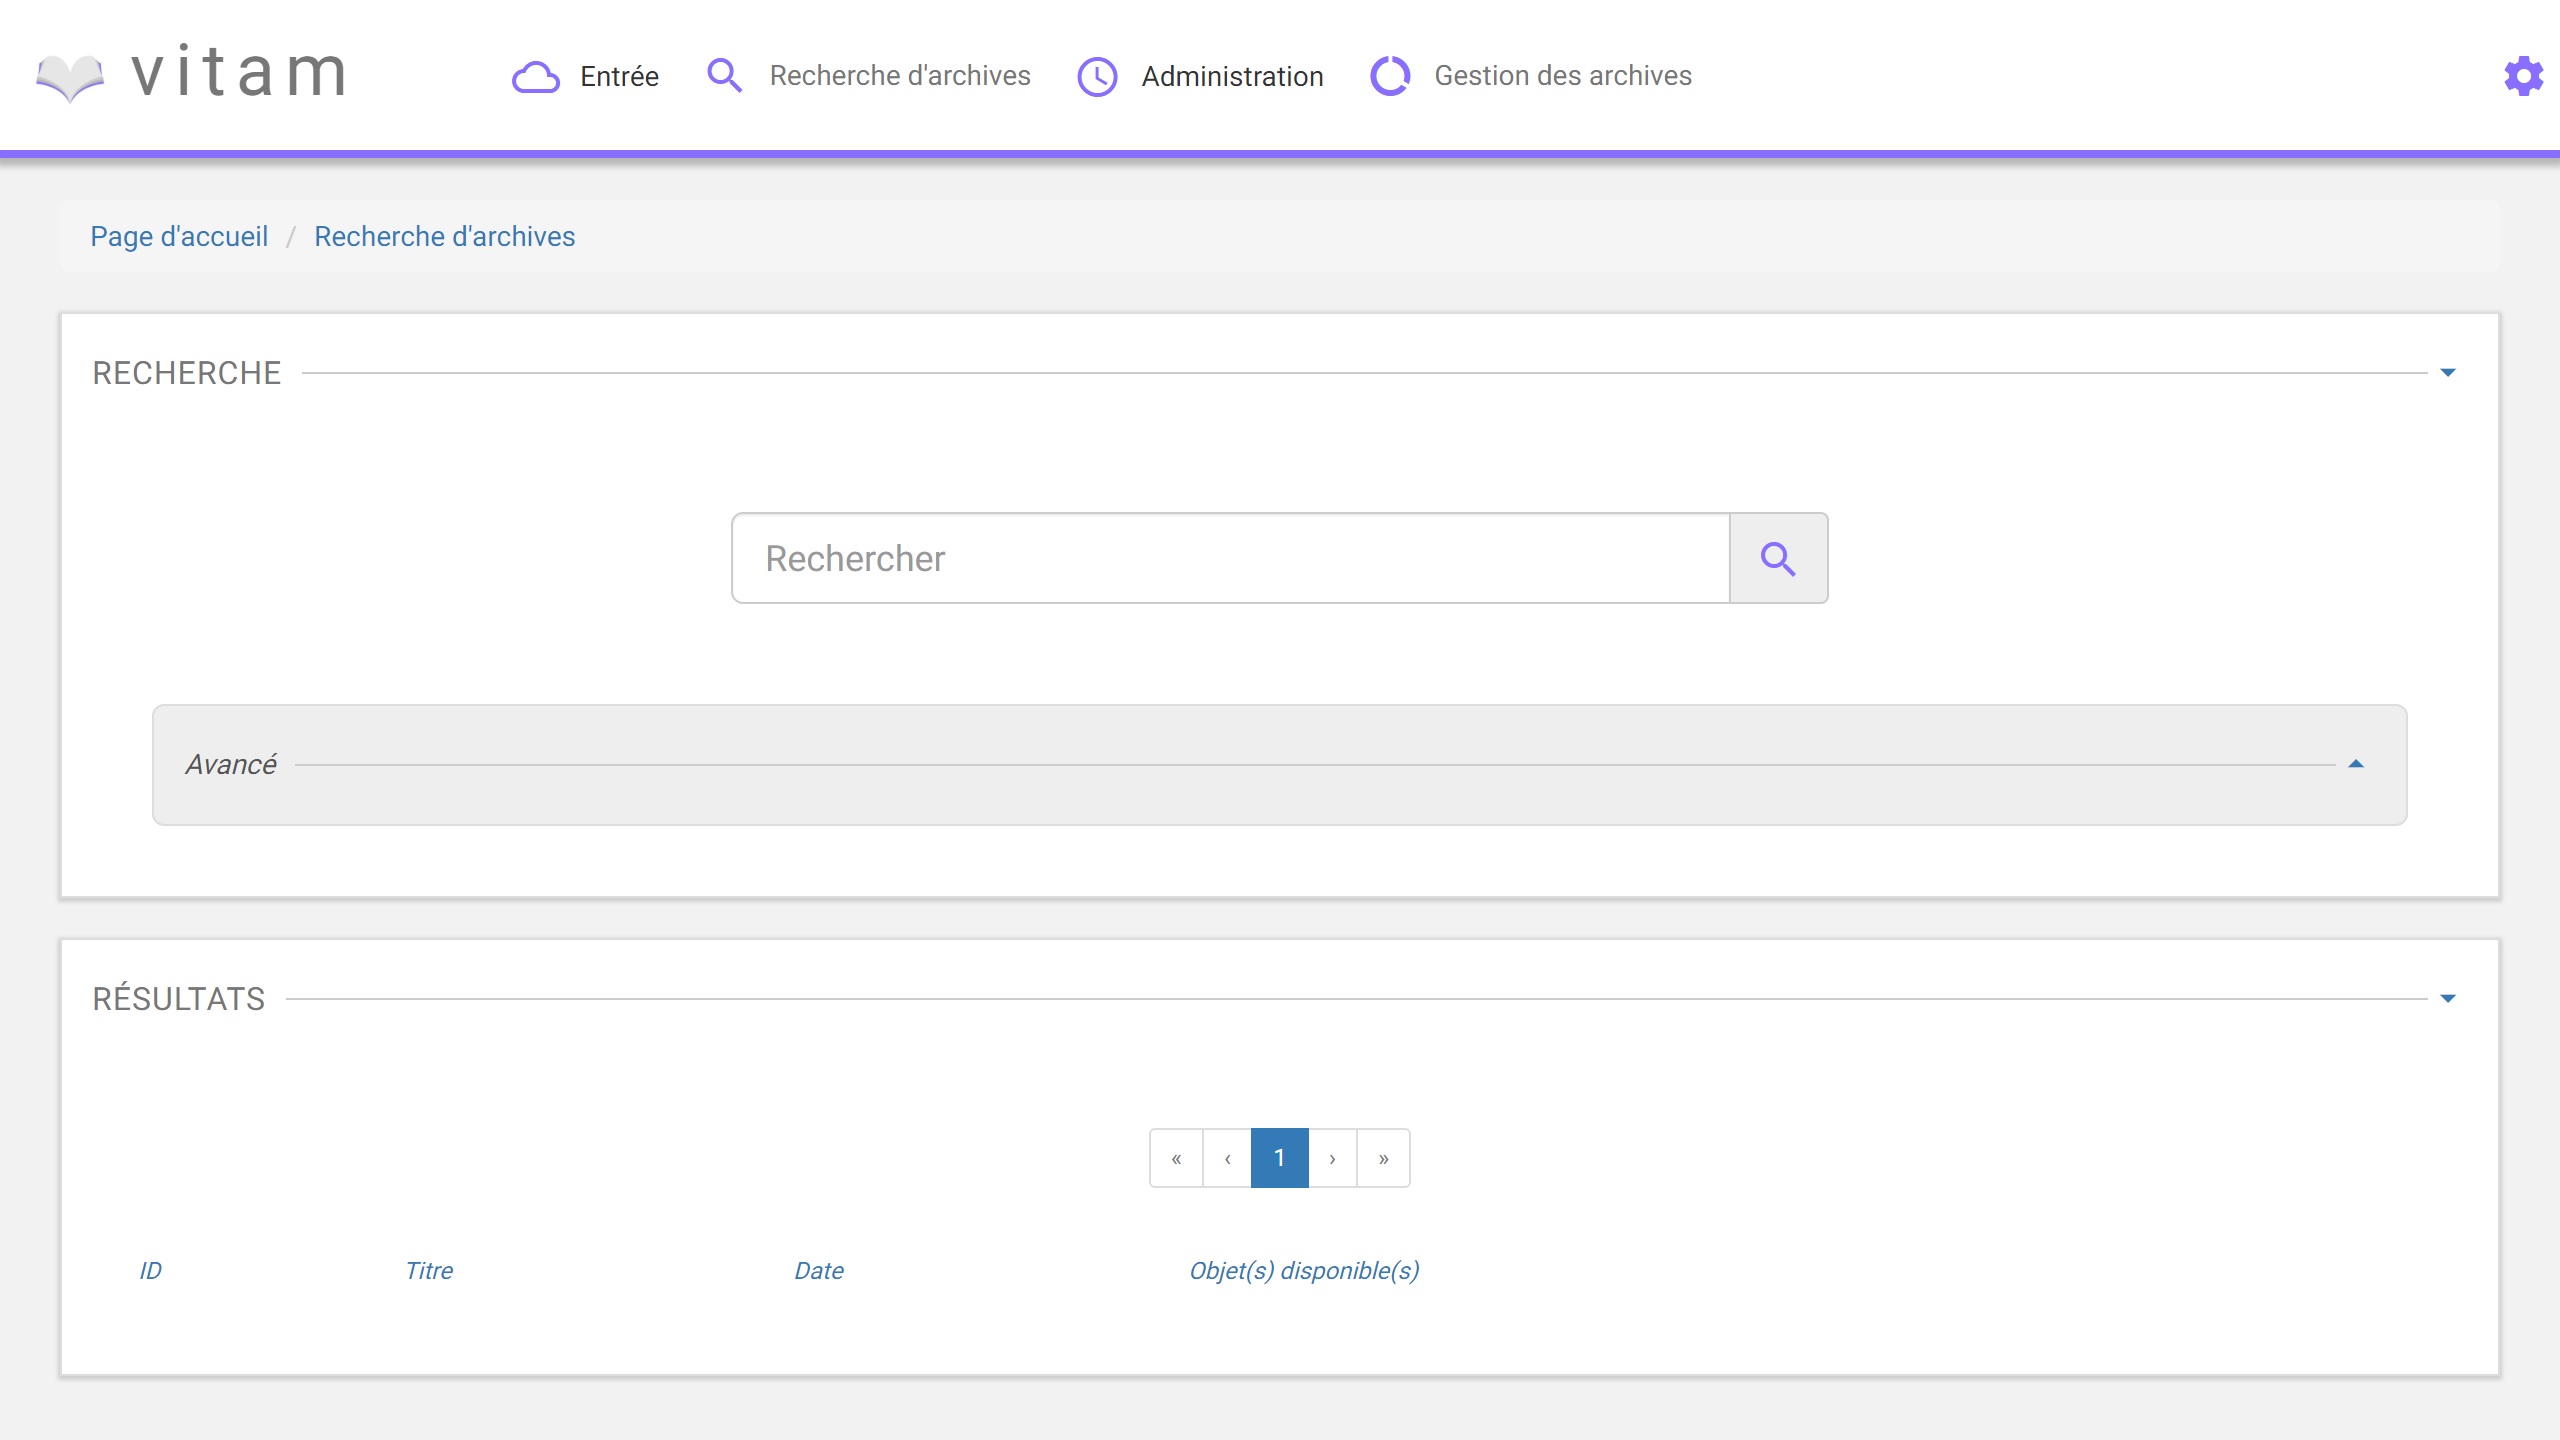 vitam
Entrée Recherche d'archives Administration Gestion des archives
Page d'accueil / Recherche d'archives
RECHERCHE
Rechercher
Avancé
RÉSULTATS
« ‹ 1 › »
ID Titre Date Objet(s) disponible(s)